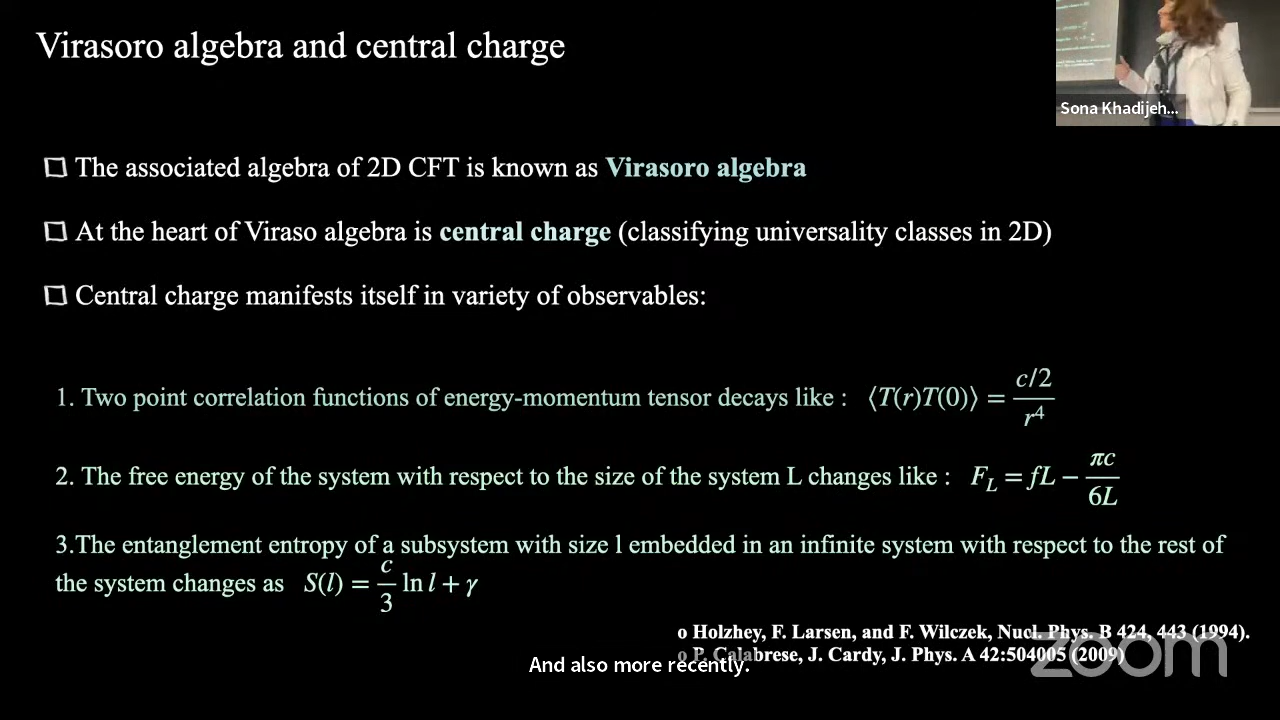 Virasoro algebra and central charge
Sona Khadijeh...
The associated algebra of 2D CFT is known as Virasoro algebra
At the heart of Viraso algebra is central charge (classifying universality classes in 2D)
Central charge manifests itself in variety of observables:
1. Two point correlation functions of energy-momentum tensor decays like : ⟨T(r)T(0)⟩ = c/2 / r⁴
2. The free energy of the system with respect to the size of the system L changes like : F_L = fL − πc / 6L
3.The entanglement entropy of a subsystem with size l embedded in an infinite system with respect to the rest of
the system changes as S(l) = c / 3 ln l + γ
o Holzhey, F. Larsen, and F. Wilczek, Nucl. Phys. B 424, 443 (1994).
o P. Calabrese, J. Cardy, J. Phys. A 42:504005 (2009)
And also more recently.
zoom